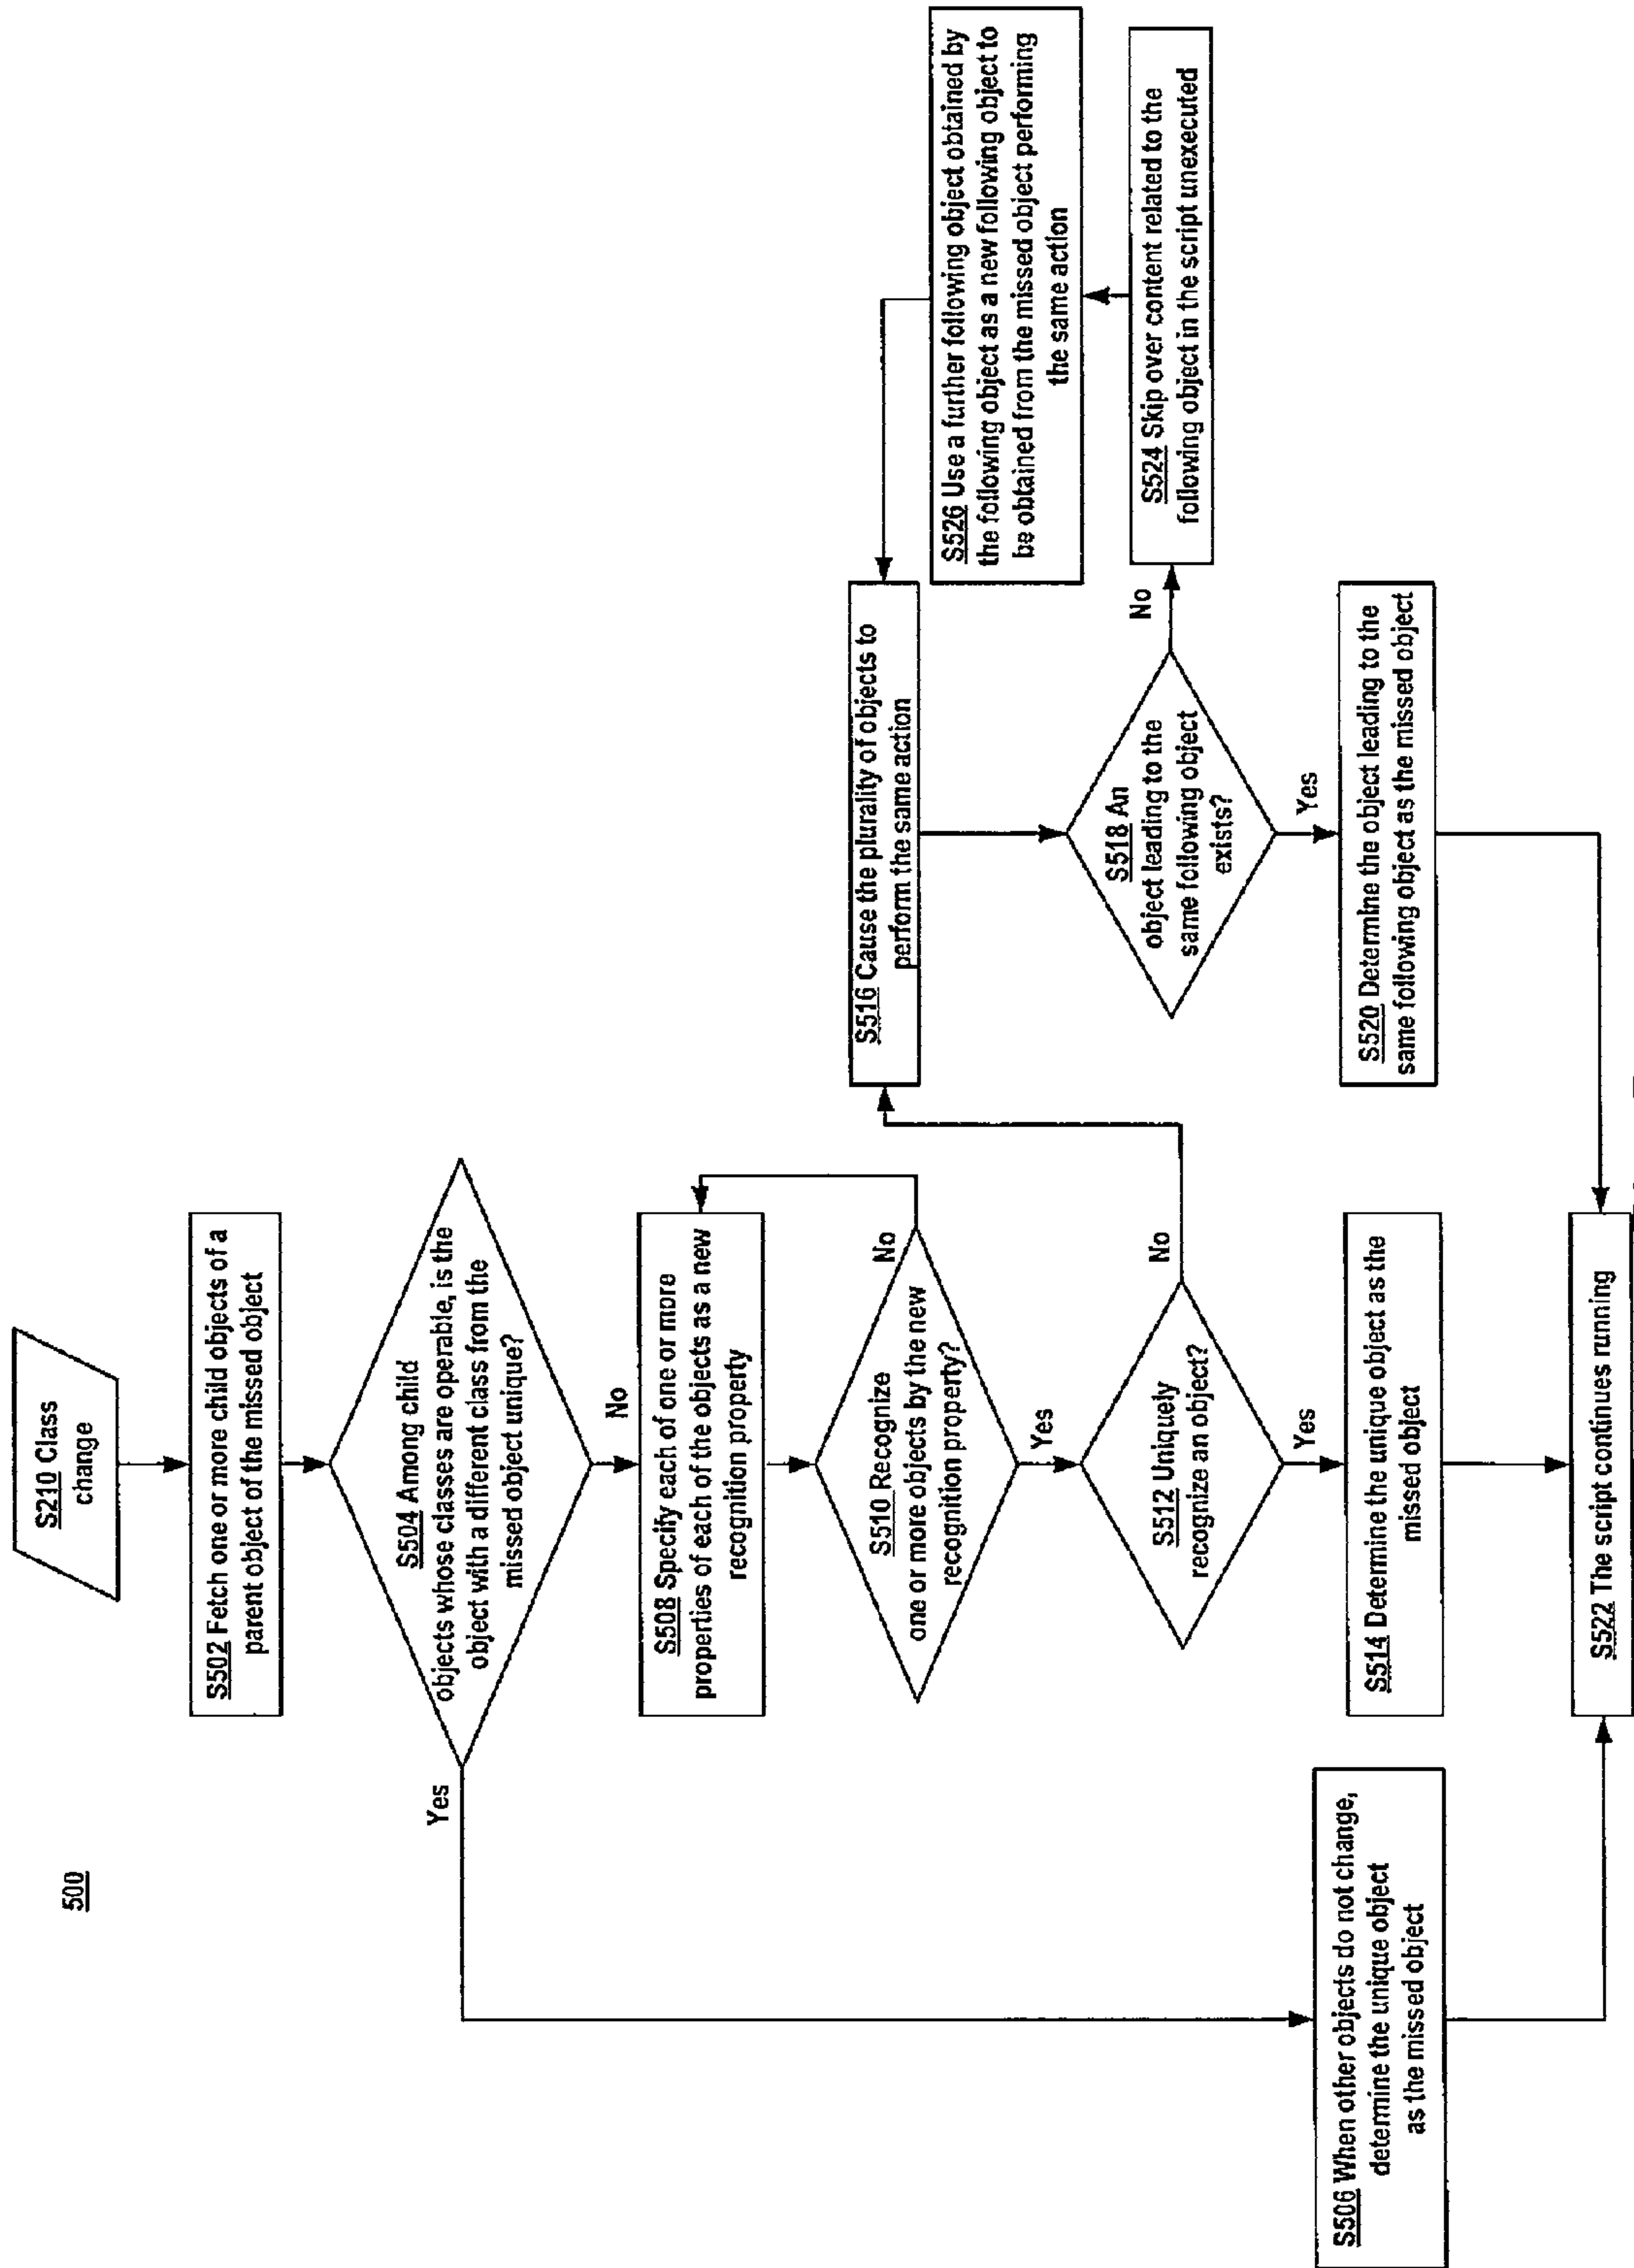 500
S210 Class
change
S502 Fetch one or more child objects of a
parent object of the missed object
S504 Among child
objects whose classes are operable, is the
object with a different class from the
missed object unique?
Yes
No
S508 Specify each of one or more
properties of each of the objects as a new
recognition property
S510 Recognize
one or more objects by the new
recognition property?
No
Yes
S512 Uniquely
recognize an object?
No
Yes
S514 Determine the unique object as the
missed object
S506 When other objects do not change,
determine the unique object
as the missed object
S516 Cause the plurality of objects to
perform the same action
S518 An
object leading to the
same following object
exists?
No
Yes
S520 Determine the object leading to the
same following object as the missed object
S524 Skip over content related to the
following object in the script unexecuted
S526 Use a further following object obtained by
the following object as a new following object to
be obtained from the missed object performing
the same action
S522 The script continues running